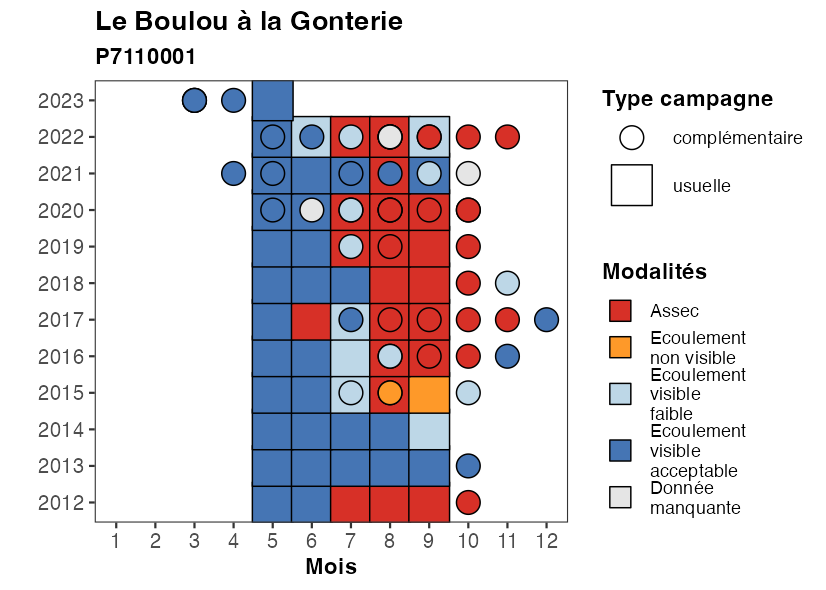 Le Boulou à la Gonterie
P7110001
2023
2022
2021
2020
2019
2018
2017
2016
2015
2014
2013
2012
1 2 3 4 5 6 7 8 9 10 11 12
Mois
Type campagne
complémentaire
usuelle
Modalités
Assec
Ecoulement
non visible
Ecoulement
visible
faible
Ecoulement
visible
acceptable
Donnée
manquante